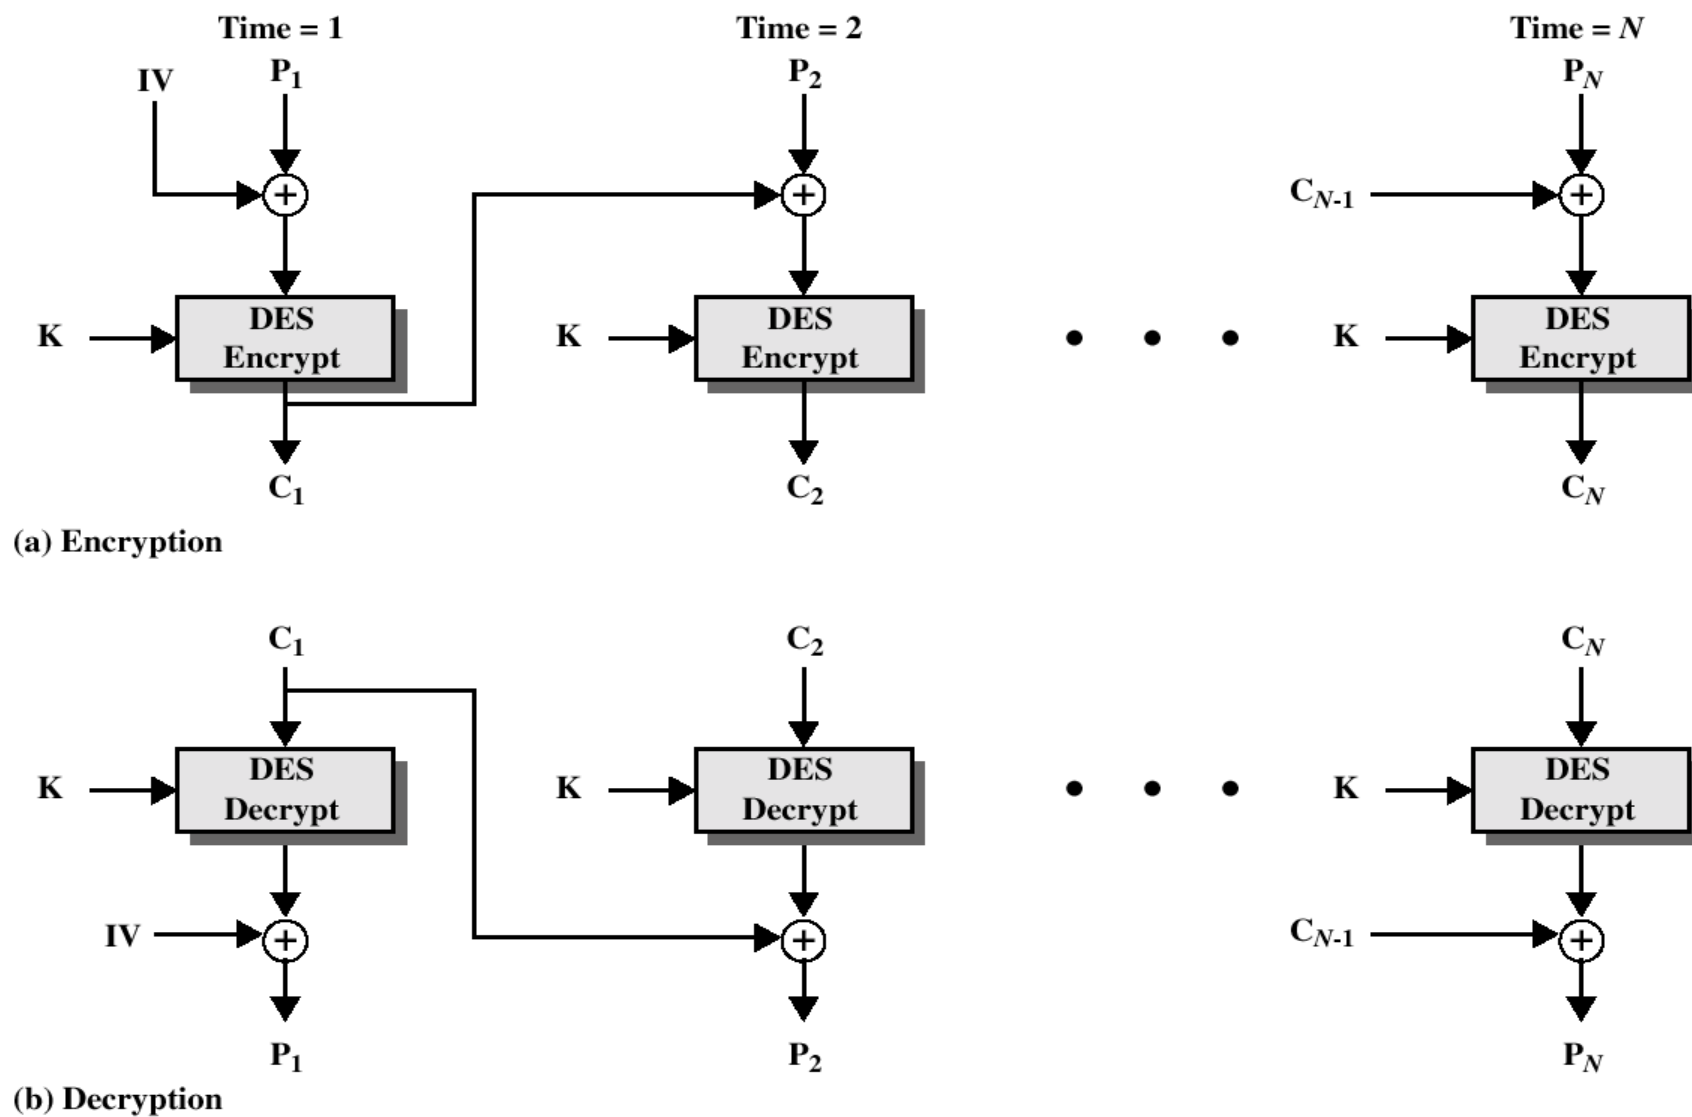 Time = 1 Time = 2 Time = N
IV P1 P2 PN
+ + CN-1 +
K DES Encrypt K DES Encrypt • • • K DES Encrypt
C1 C2 CN
(a) Encryption
C1 C2 CN
K DES Decrypt K DES Decrypt • • • K DES Decrypt
IV + + CN-1 +
P1 P2 PN
(b) Decryption